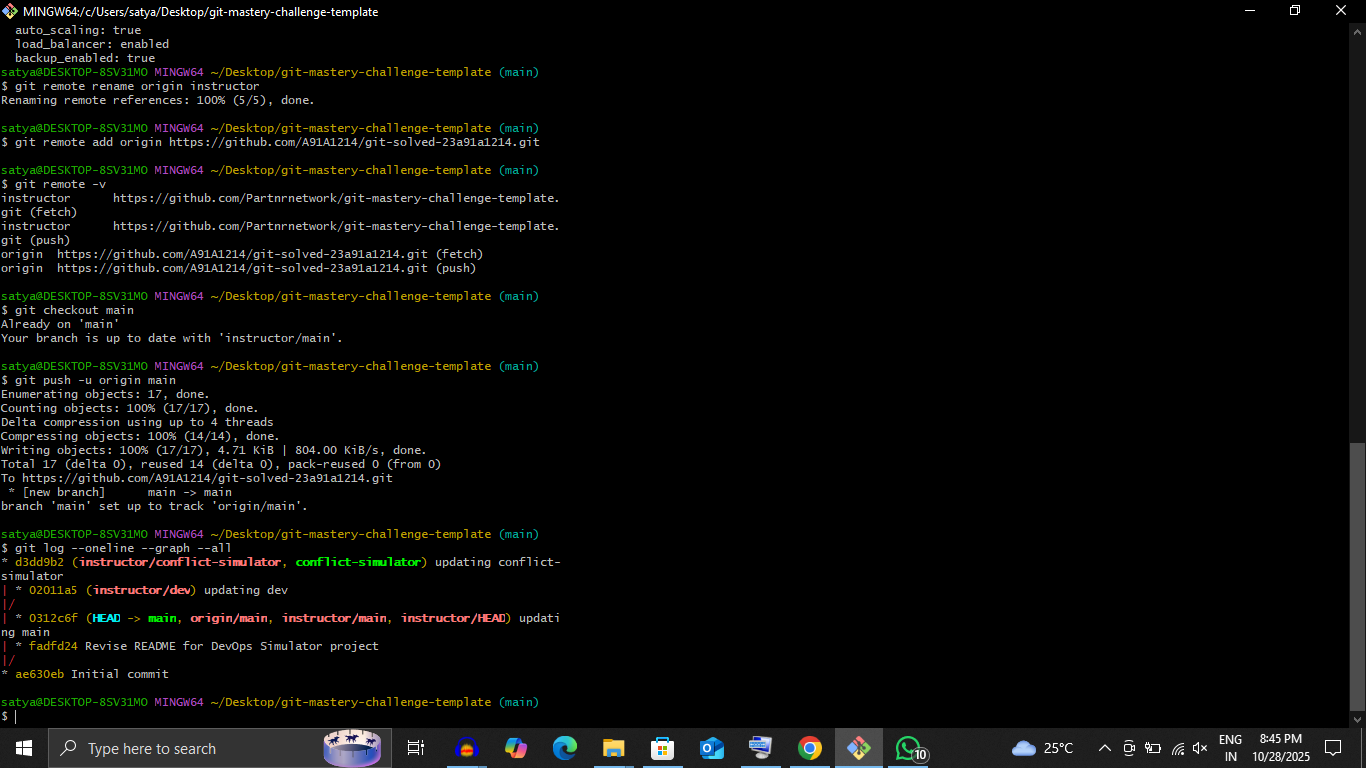 MINGW64:/c/Users/satya/Desktop/git-mastery-challenge-template
auto_scaling: true
load_balancer: enabled
backup_enabled: true
satya@DESKTOP-8SV31MO MINGW64 ~/Desktop/git-mastery-challenge-template (main)
$ git remote rename origin instructor
Renaming remote references: 100% (5/5), done.
satya@DESKTOP-8SV31MO MINGW64 ~/Desktop/git-mastery-challenge-template (main)
$ git remote add origin https://github.com/A91A1214/git-solved-23a91a1214.git
satya@DESKTOP-8SV31MO MINGW64 ~/Desktop/git-mastery-challenge-template (main)
$ git remote -v
instructor      https://github.com/Partnrnetwork/git-mastery-challenge-template.
git (fetch)
instructor      https://github.com/Partnrnetwork/git-mastery-challenge-template.
git (push)
origin  https://github.com/A91A1214/git-solved-23a91a1214.git (fetch)
origin  https://github.com/A91A1214/git-solved-23a91a1214.git (push)
satya@DESKTOP-8SV31MO MINGW64 ~/Desktop/git-mastery-challenge-template (main)
$ git checkout main
Already on 'main'
Your branch is up to date with 'instructor/main'.
satya@DESKTOP-8SV31MO MINGW64 ~/Desktop/git-mastery-challenge-template (main)
$ git push -u origin main
Enumerating objects: 17, done.
Counting objects: 100% (17/17), done.
Delta compression using up to 4 threads
Compressing objects: 100% (14/14), done.
Writing objects: 100% (17/17), 4.71 KiB | 804.00 KiB/s, done.
Total 17 (delta 0), reused 14 (delta 0), pack-reused 0 (from 0)
To https://github.com/A91A1214/git-solved-23a91a1214.git
 * [new branch]      main -> main
branch 'main' set up to track 'origin/main'.
satya@DESKTOP-8SV31MO MINGW64 ~/Desktop/git-mastery-challenge-template (main)
$ git log --oneline --graph --all
* d3dd9b2 (instructor/conflict-simulator, conflict-simulator) updating conflict-
simulator
| * 02011a5 (instructor/dev) updating dev
|/
| * 0312c6f (HEAD -> main, origin/main, instructor/main, instructor/HEAD) updati
ng main
| * fadfd24 Revise README for DevOps Simulator project
|/
* ae630eb Initial commit
satya@DESKTOP-8SV31MO MINGW64 ~/Desktop/git-mastery-challenge-template (main)
$
Type here to search
10
25°C
ENG
IN
8:45 PM
10/28/2025